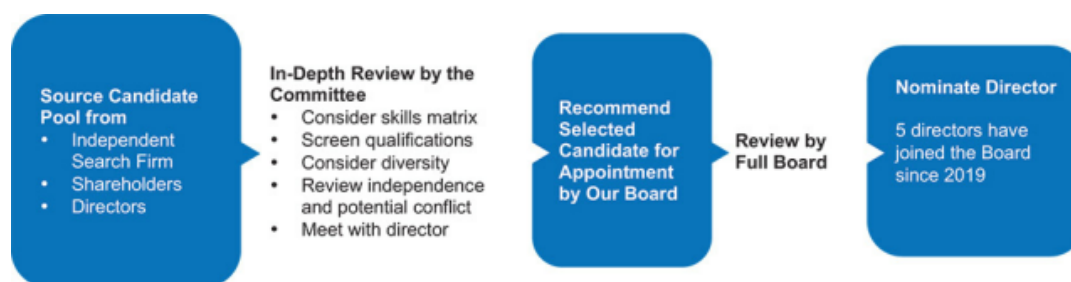 Source Candidate
Pool from
• Independent
Search Firm
• Shareholders
• Directors
In-Depth Review by the
Committee
• Consider skills matrix
• Screen qualifications
• Consider diversity
• Review independence
and potential conflict
• Meet with director
Recommend
Selected
Candidate for
Appointment
by Our Board
Review by
Full Board
Nominate Director
5 directors have
joined the Board
since 2019